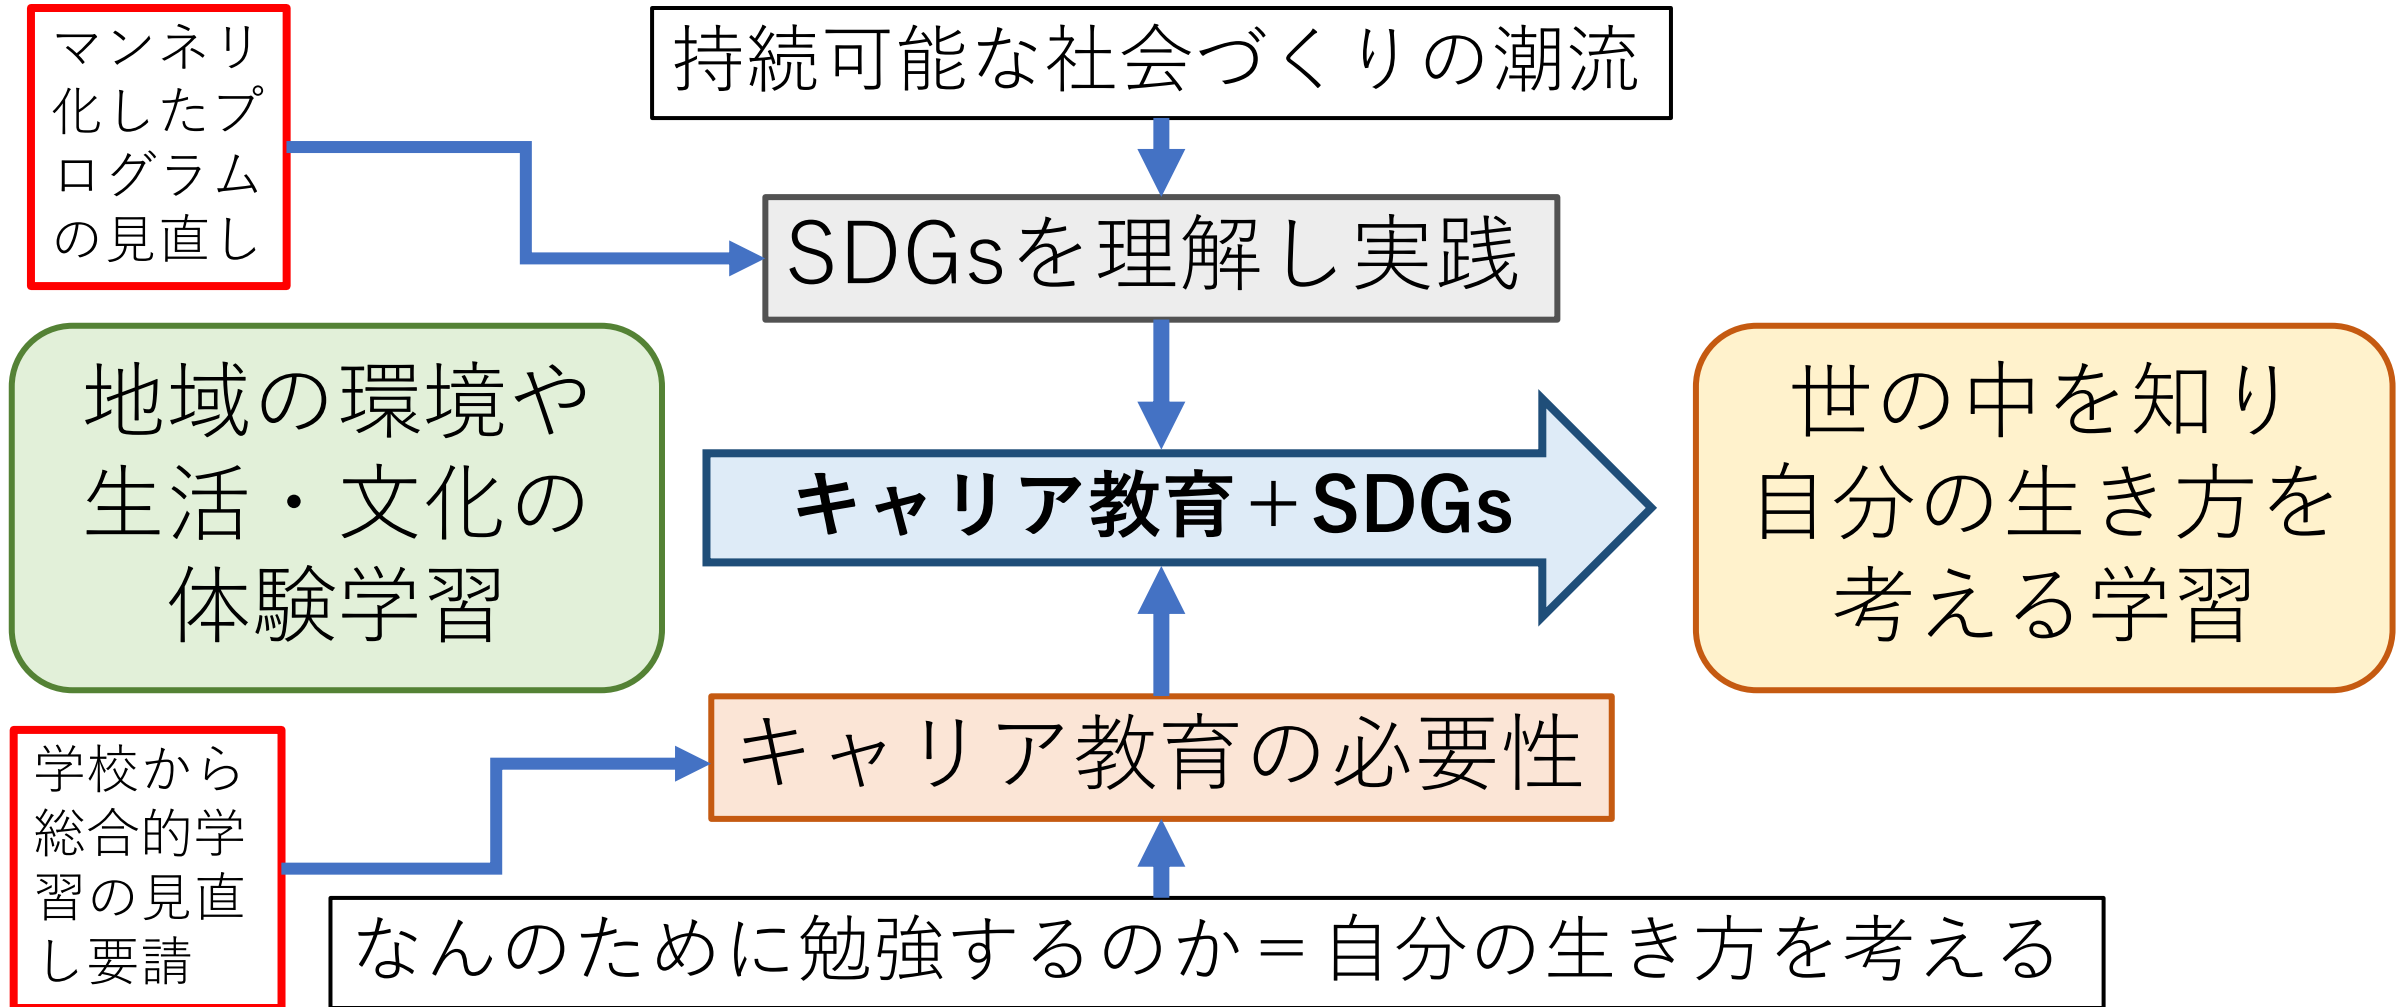 マンネリ
化したプ
ログラム
の見直し
持続可能な社会づくりの潮流
SDGsを理解し実践
地域の環境や
生活・文化の
体験学習
キャリア教育＋SDGs
世の中を知り
自分の生き方を
考える学習
学校から
総合的学
習の見直
し要請
キャリア教育の必要性
なんのために勉強するのか＝自分の生き方を考える